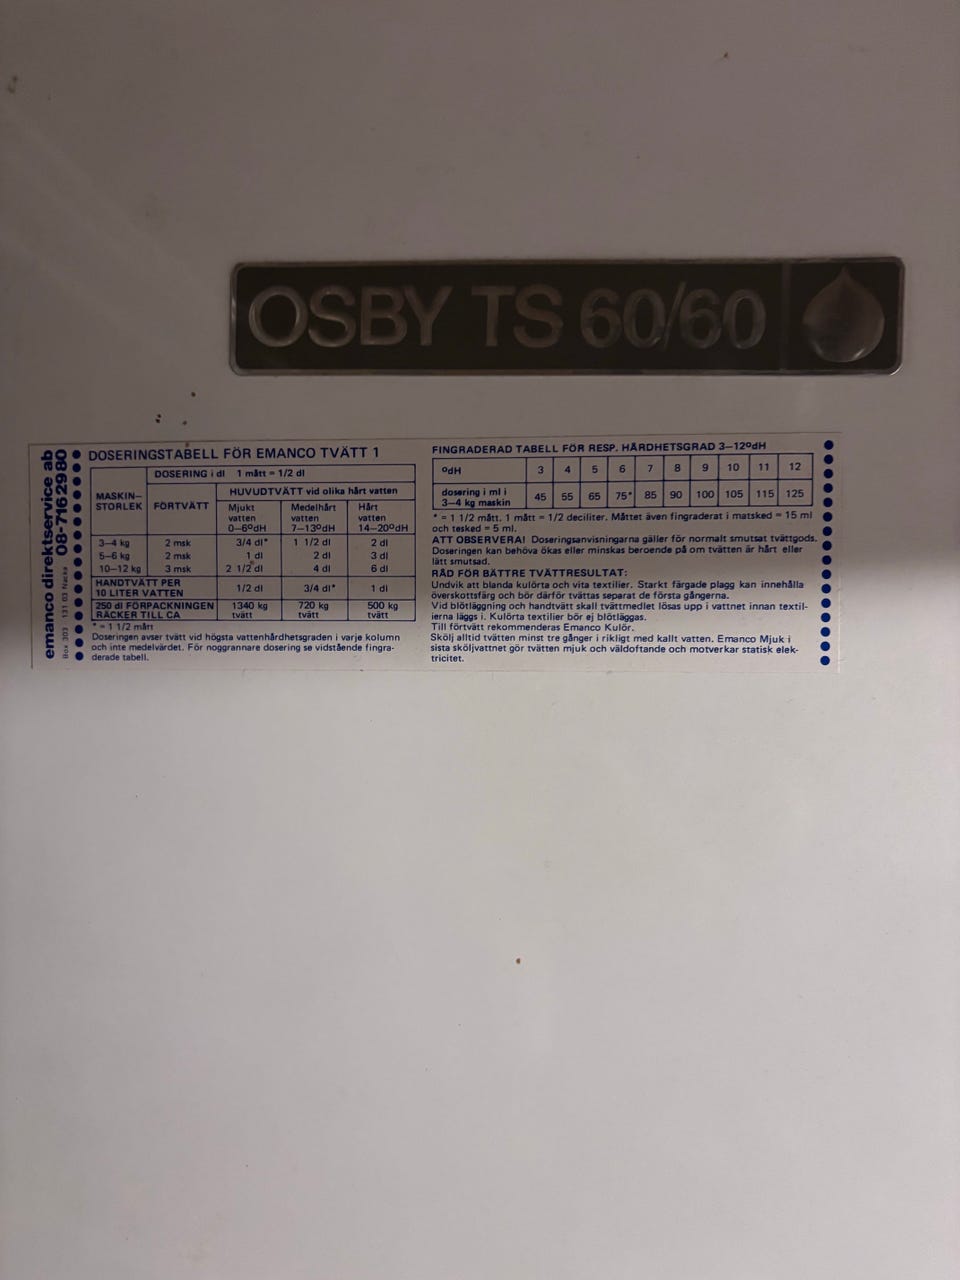 OSBY TS 60/60
emanco direktservice ab
08-7162980
Box 303 131 03 Nacka
DOSERINGSTABELL FÖR EMANCO TVÄTT 1
DOSERING i dl 1 mått = 1/2 dl
MASKIN-
STORLEK
FÖRTVÄTT
HUVUDTVÄTT vid olika hårt vatten
Mjukt vatten 0–6ºdH
Medelhårt vatten 7–13ºdH
Hårt vatten 14–20ºdH
3–4 kg 2 msk 3/4 dl* 1 1/2 dl 2 dl
5–6 kg 2 msk 1 dl 2 dl 3 dl
10–12 kg 3 msk 2 1/2 dl 4 dl 6 dl
HANDTVÄTT PER
10 LITER VATTEN 1/2 dl 3/4 dl* 1 dl
250 dl FÖRPACKNINGEN 1340 kg 720 kg 500 kg
RÄCKER TILL CA tvätt tvätt tvätt
* = 1 1/2 mått
Doseringen avser tvätt vid högsta vattenhårdhetsgraden i varje kolumn
och inte medelvärdet. För noggrannare dosering se vidstående fingra-
derade tabell.
FINGRADERAD TABELL FÖR RESP. HÅRDHETSGRAD 3–12ºdH
ºdH 3 4 5 6 7 8 9 10 11 12
dosering i ml i
3–4 kg maskin 45 55 65 75* 85 90 100 105 115 125
* = 1 1/2 mått. 1 mått = 1/2 deciliter. Måttet även fingraderat i matsked = 15 ml
och tesked = 5 ml.
ATT OBSERVERA! Doseringsanvisningarna gäller för normalt smutsat tvättgods.
Doseringen kan behöva ökas eller minskas beroende på om tvätten är hårt eller
lätt smutsad.
RÅD FÖR BÄTTRE TVÄTTRESULTAT:
Undvik att blanda kulörta och vita textilier. Starkt färgade plagg kan innehålla
överskottsfärg och bör därför tvättas separat de första gångerna.
Vid blötläggning och handtvätt skall tvättmedlet lösas upp i vattnet innan textil-
ierna läggs i. Kulörta textilier bör ej blötläggas.
Till förtvätt rekommenderas Emanco Kulör.
Skölj alltid tvätten minst tre gånger i rikligt med kallt vatten. Emanco Mjuk i
sista sköljvattnet gör tvätten mjuk och väldoftande och motverkar statisk elek-
tricitet.